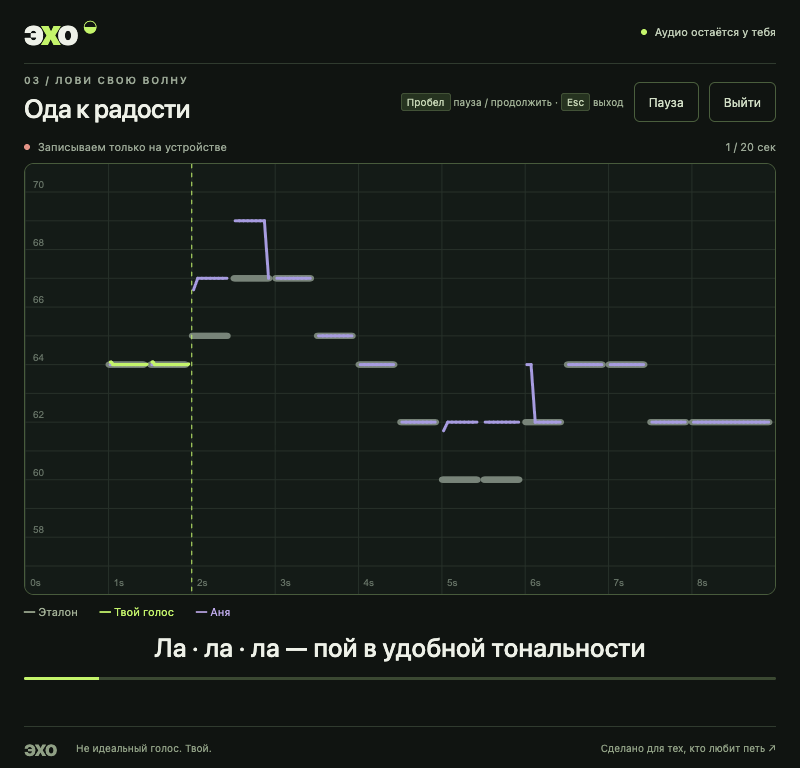 эхо
Аудио остаётся у тебя
03 / ЛОВИ СВОЮ ВОЛНУ
Ода к радости
Пробел пауза / продолжить · Esc выход
Пауза
Выйти
Записываем только на устройстве
1 / 20 сек
70
68
66
64
62
60
58
0s 1s 2s 3s 4s 5s 6s 7s 8s
Эталон Твой голос Аня
Ла · ла · ла — пой в удобной тональности
эхо
Не идеальный голос. Твой.
Сделано для тех, кто любит петь ↗